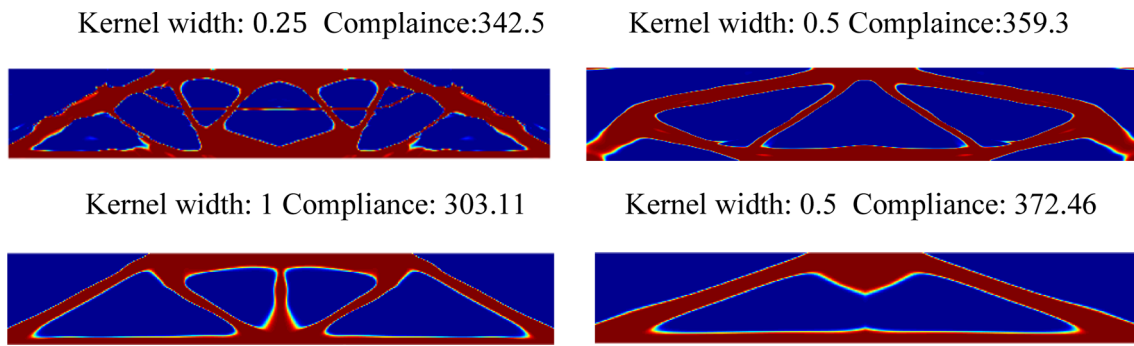 Kernel width: 0.25 Complaince:342.5
Kernel width: 0.5 Complaince:359.3
Kernel width: 1 Compliance: 303.11
Kernel width: 0.5 Compliance: 372.46